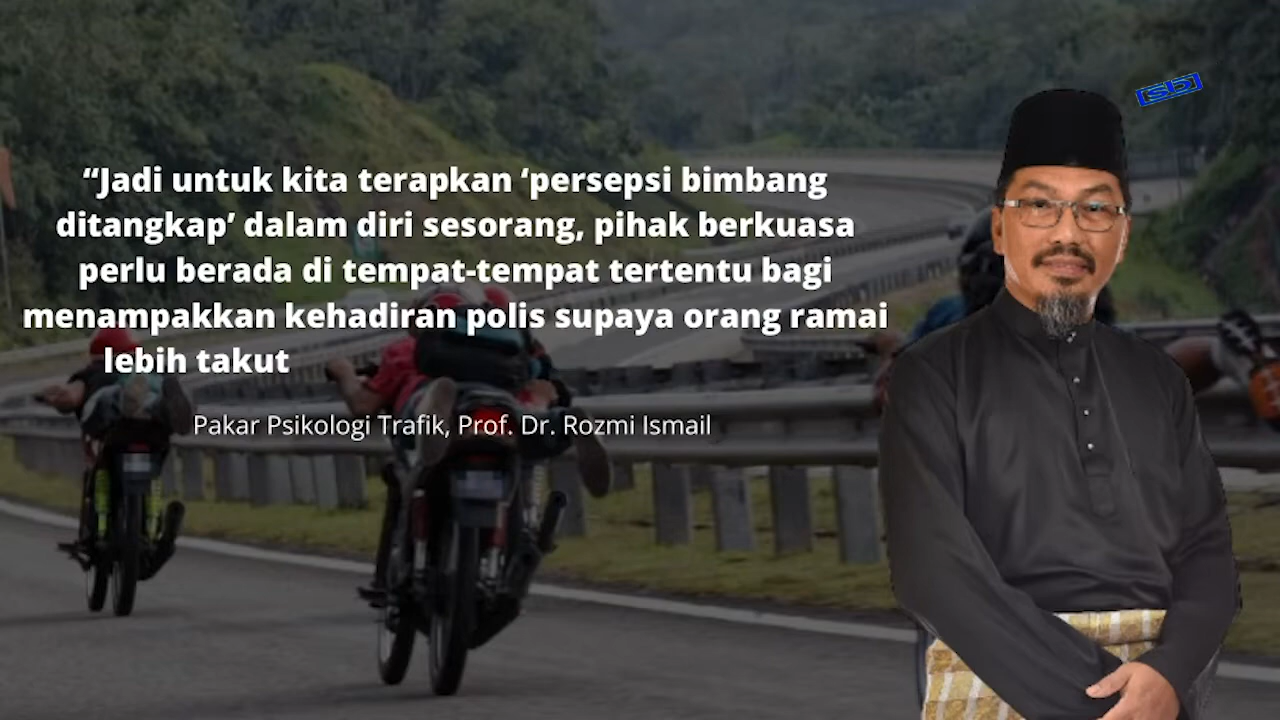 [sb]
“Jadi untuk kita terapkan ‘persepsi bimbang
ditangkap’ dalam diri sesorang, pihak berkuasa
perlu berada di tempat-tempat tertentu bagi
menampakkan kehadiran polis supaya orang ramai
lebih takut
Pakar Psikologi Trafik, Prof. Dr. Rozmi Ismail